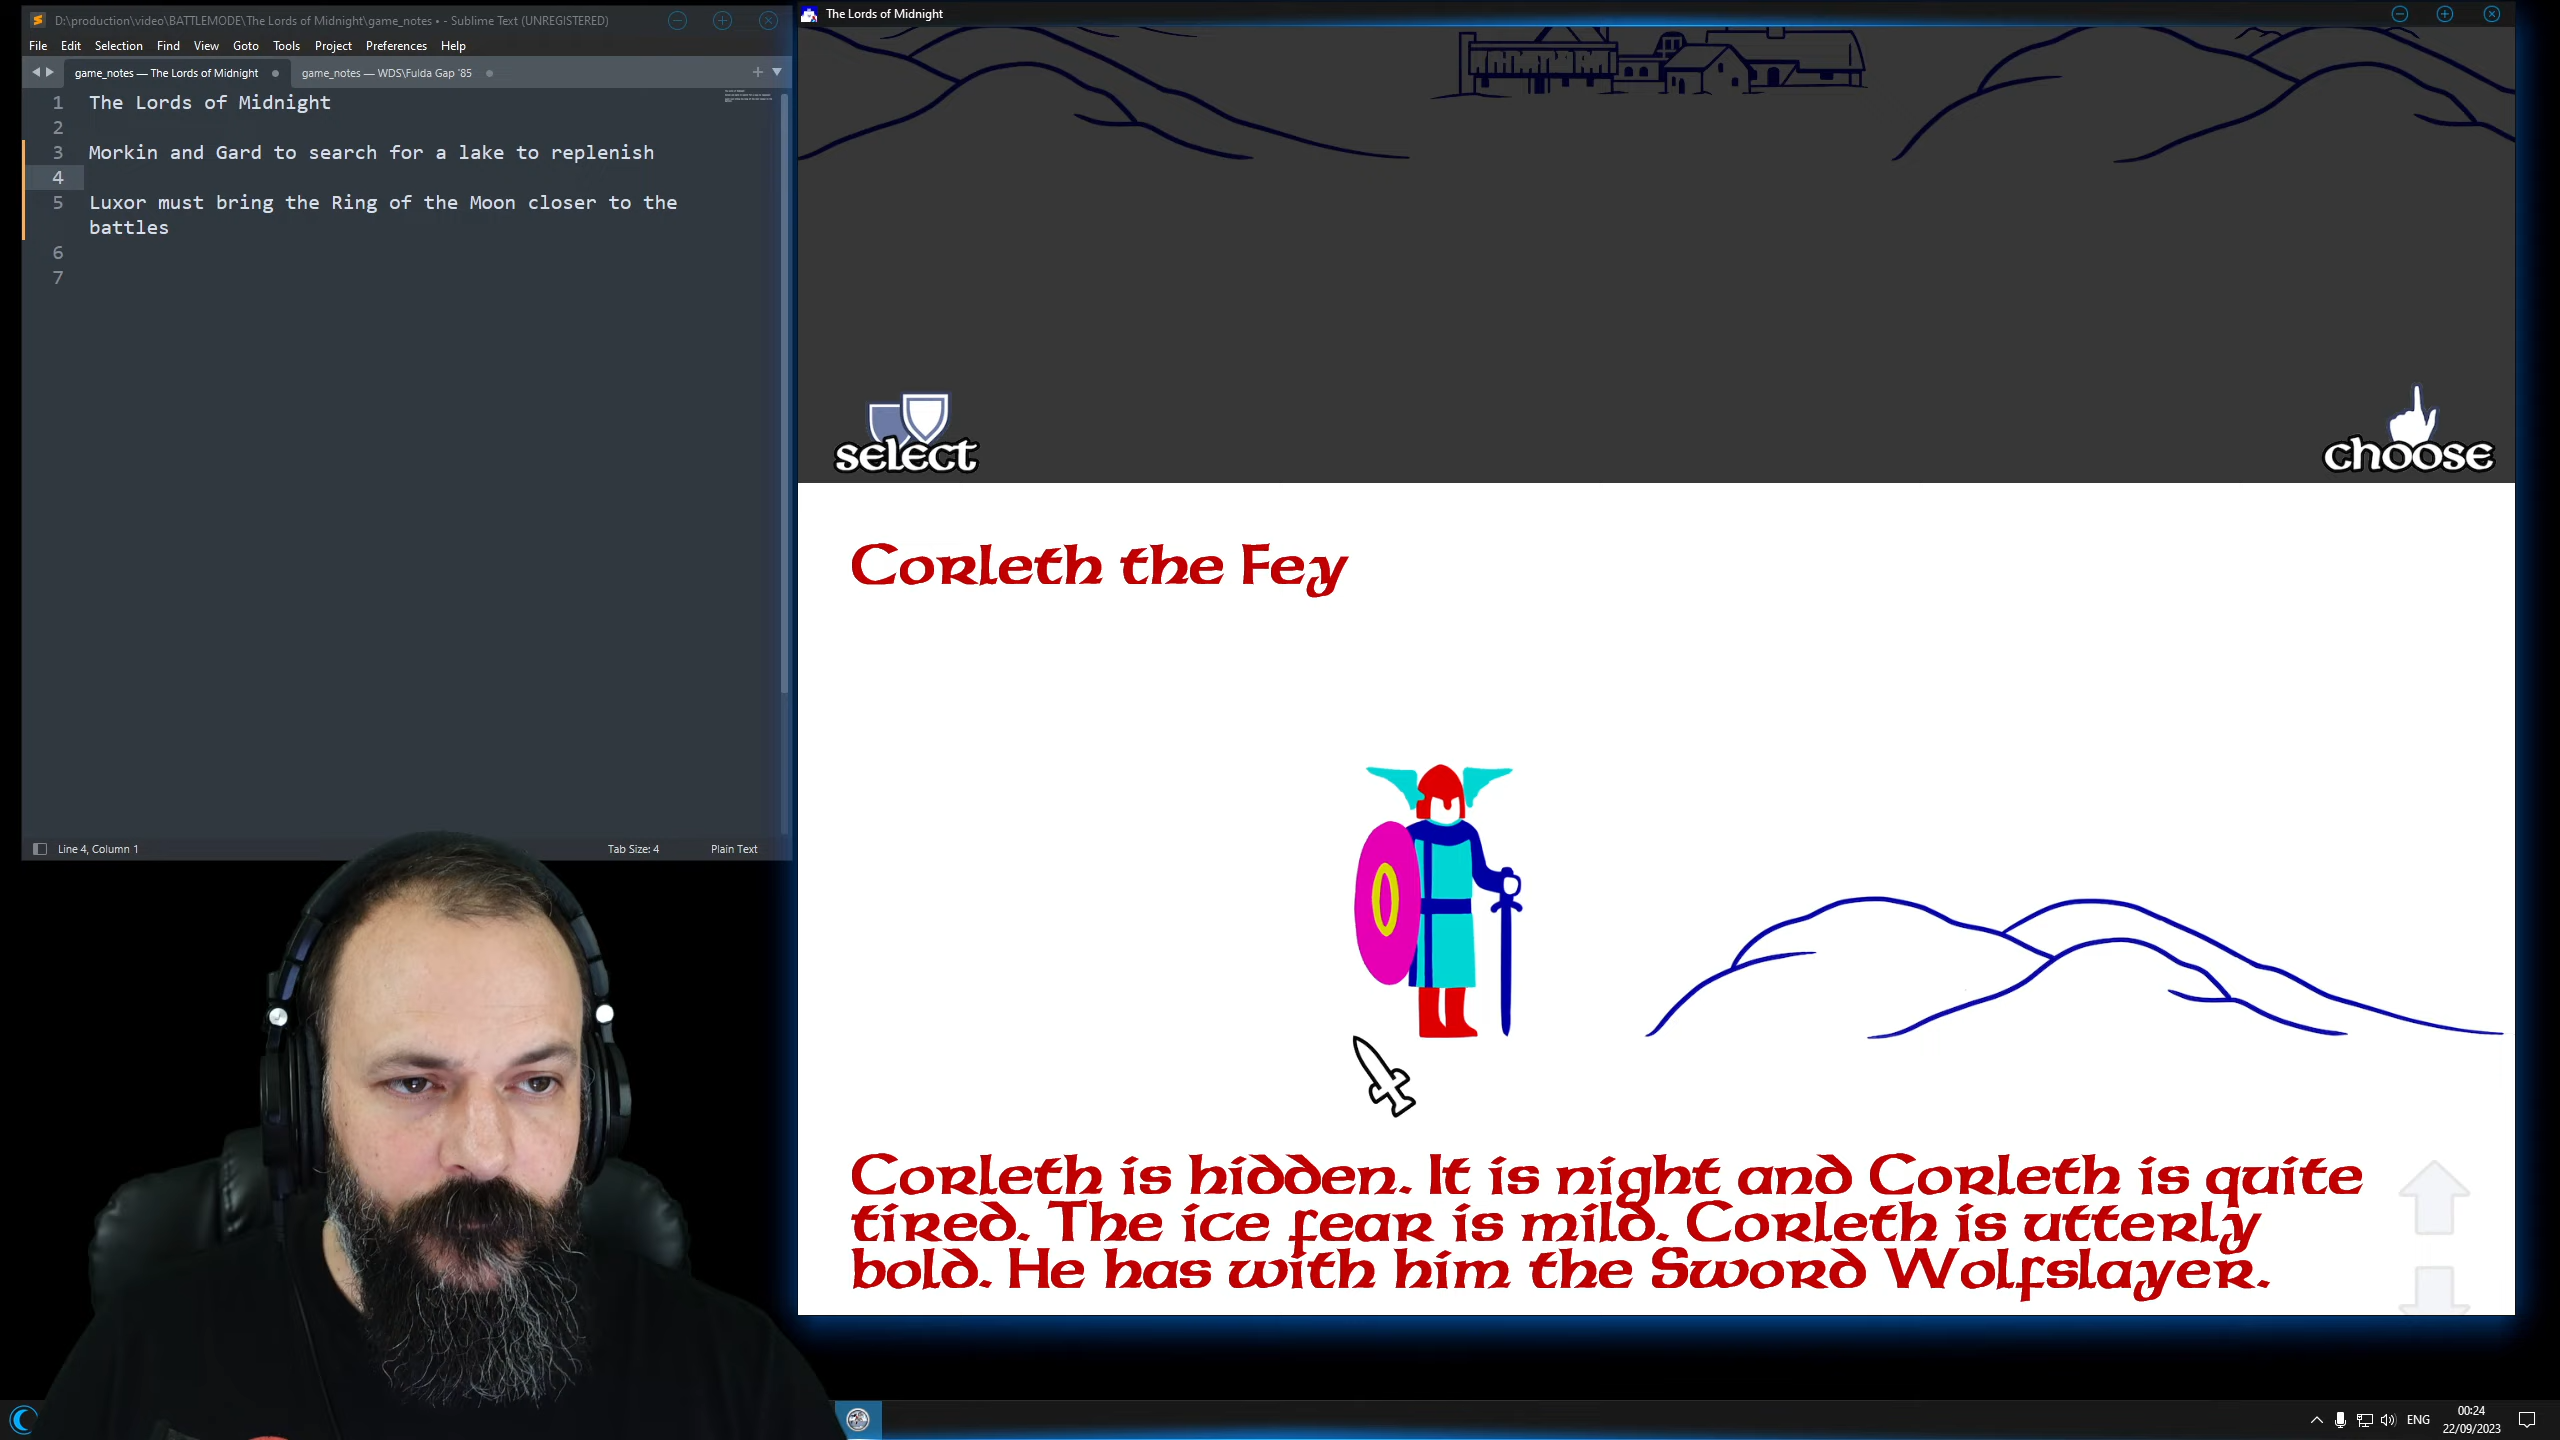 D:\production\video\BATTLEMODE\The Lords of Midnight\game_notes • - Sublime Text (UNREGISTERED)
File Edit Selection Find View Goto Tools Project Preferences Help
game_notes — The Lords of Midnight
game_notes — WDS\Fulda Gap '85
1 The Lords of Midnight
2
3 Morkin and Gard to search for a lake to replenish
4
5 Luxor must bring the Ring of the Moon closer to the
battles
6
7
Line 4, Column 1
Tab Size: 4
Plain Text
The Lords of Midnight
select
choose
Corleth the Fey
Corleth is hidden. It is night and Corleth is quite
tired. The ice fear is mild. Corleth is utterly
bold. He has with him the Sword Wolfslayer.
ENG
00:24
22/09/2023